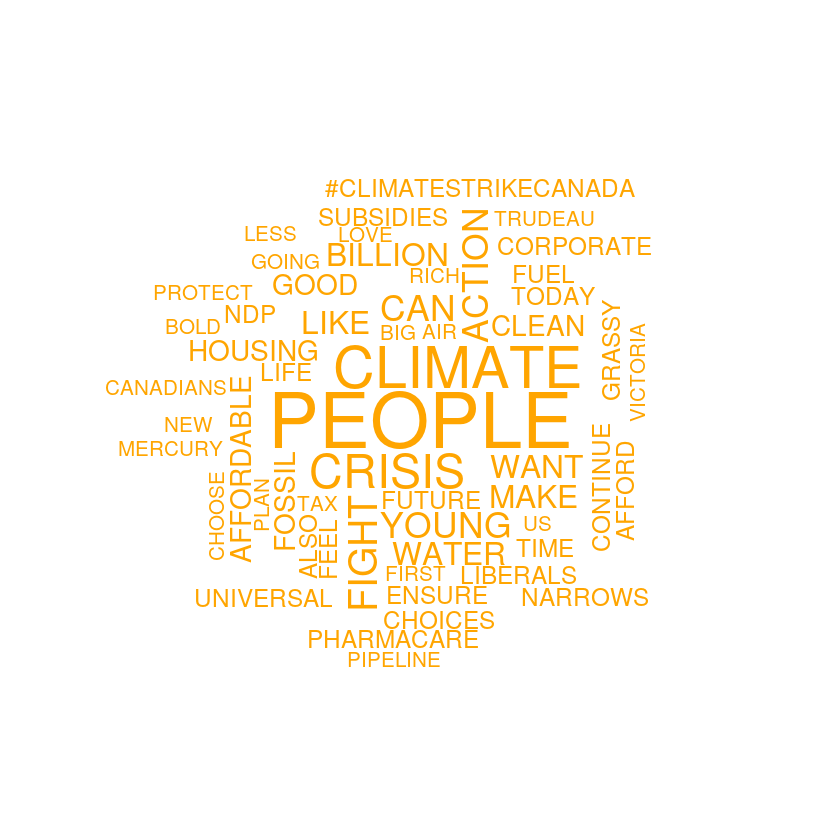 #CLIMATESTRIKECANADA
SUBSIDIES
TRUDEAU
LESS
LOVE
ACTION
CORPORATE
BILLION
GOING
RICH
FUEL
GOOD
PROTECT
TODAY
NDP
CAN
LIKE
BOLD
BIG
AIR
CLEAN
HOUSING
GRASSY
VICTORIA
CLIMATE
LIFE
CANADIANS
AFFORDABLE
PEOPLE
NEW
MERCURY
CRISIS
WANT
CONTINUE
AFFORD
CHOOSE
PLAN
FOSSIL
TAX
FUTURE
MAKE
FIGHT
YOUNG
US
ALSO
FEEL
WATER
TIME
FIRST
LIBERALS
UNIVERSAL
ENSURE
NARROWS
CHOICES
PHARMACARE
PIPELINE